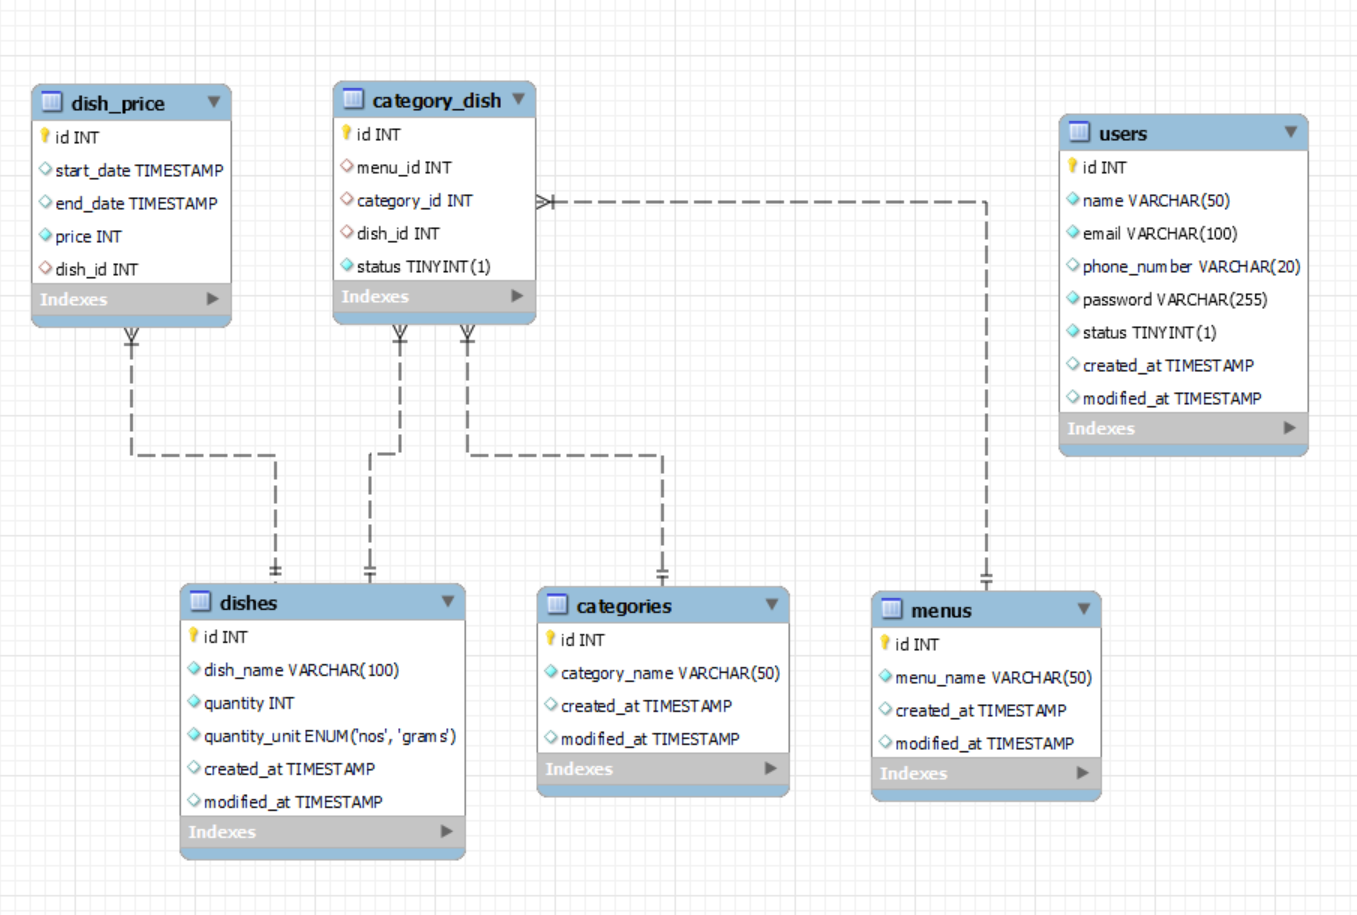 dish_price
id INT
start_date TIMESTAMP
end_date TIMESTAMP
price INT
dish_id INT
Indexes
category_dish
id INT
menu_id INT
category_id INT
dish_id INT
status TINYINT(1)
Indexes
users
id INT
name VARCHAR(50)
email VARCHAR(100)
phone_number VARCHAR(20)
password VARCHAR(255)
status TINYINT(1)
created_at TIMESTAMP
modified_at TIMESTAMP
Indexes
dishes
id INT
dish_name VARCHAR(100)
quantity INT
quantity_unit ENUM('nos', 'grams')
created_at TIMESTAMP
modified_at TIMESTAMP
Indexes
categories
id INT
category_name VARCHAR(50)
created_at TIMESTAMP
modified_at TIMESTAMP
Indexes
menus
id INT
menu_name VARCHAR(50)
created_at TIMESTAMP
modified_at TIMESTAMP
Indexes